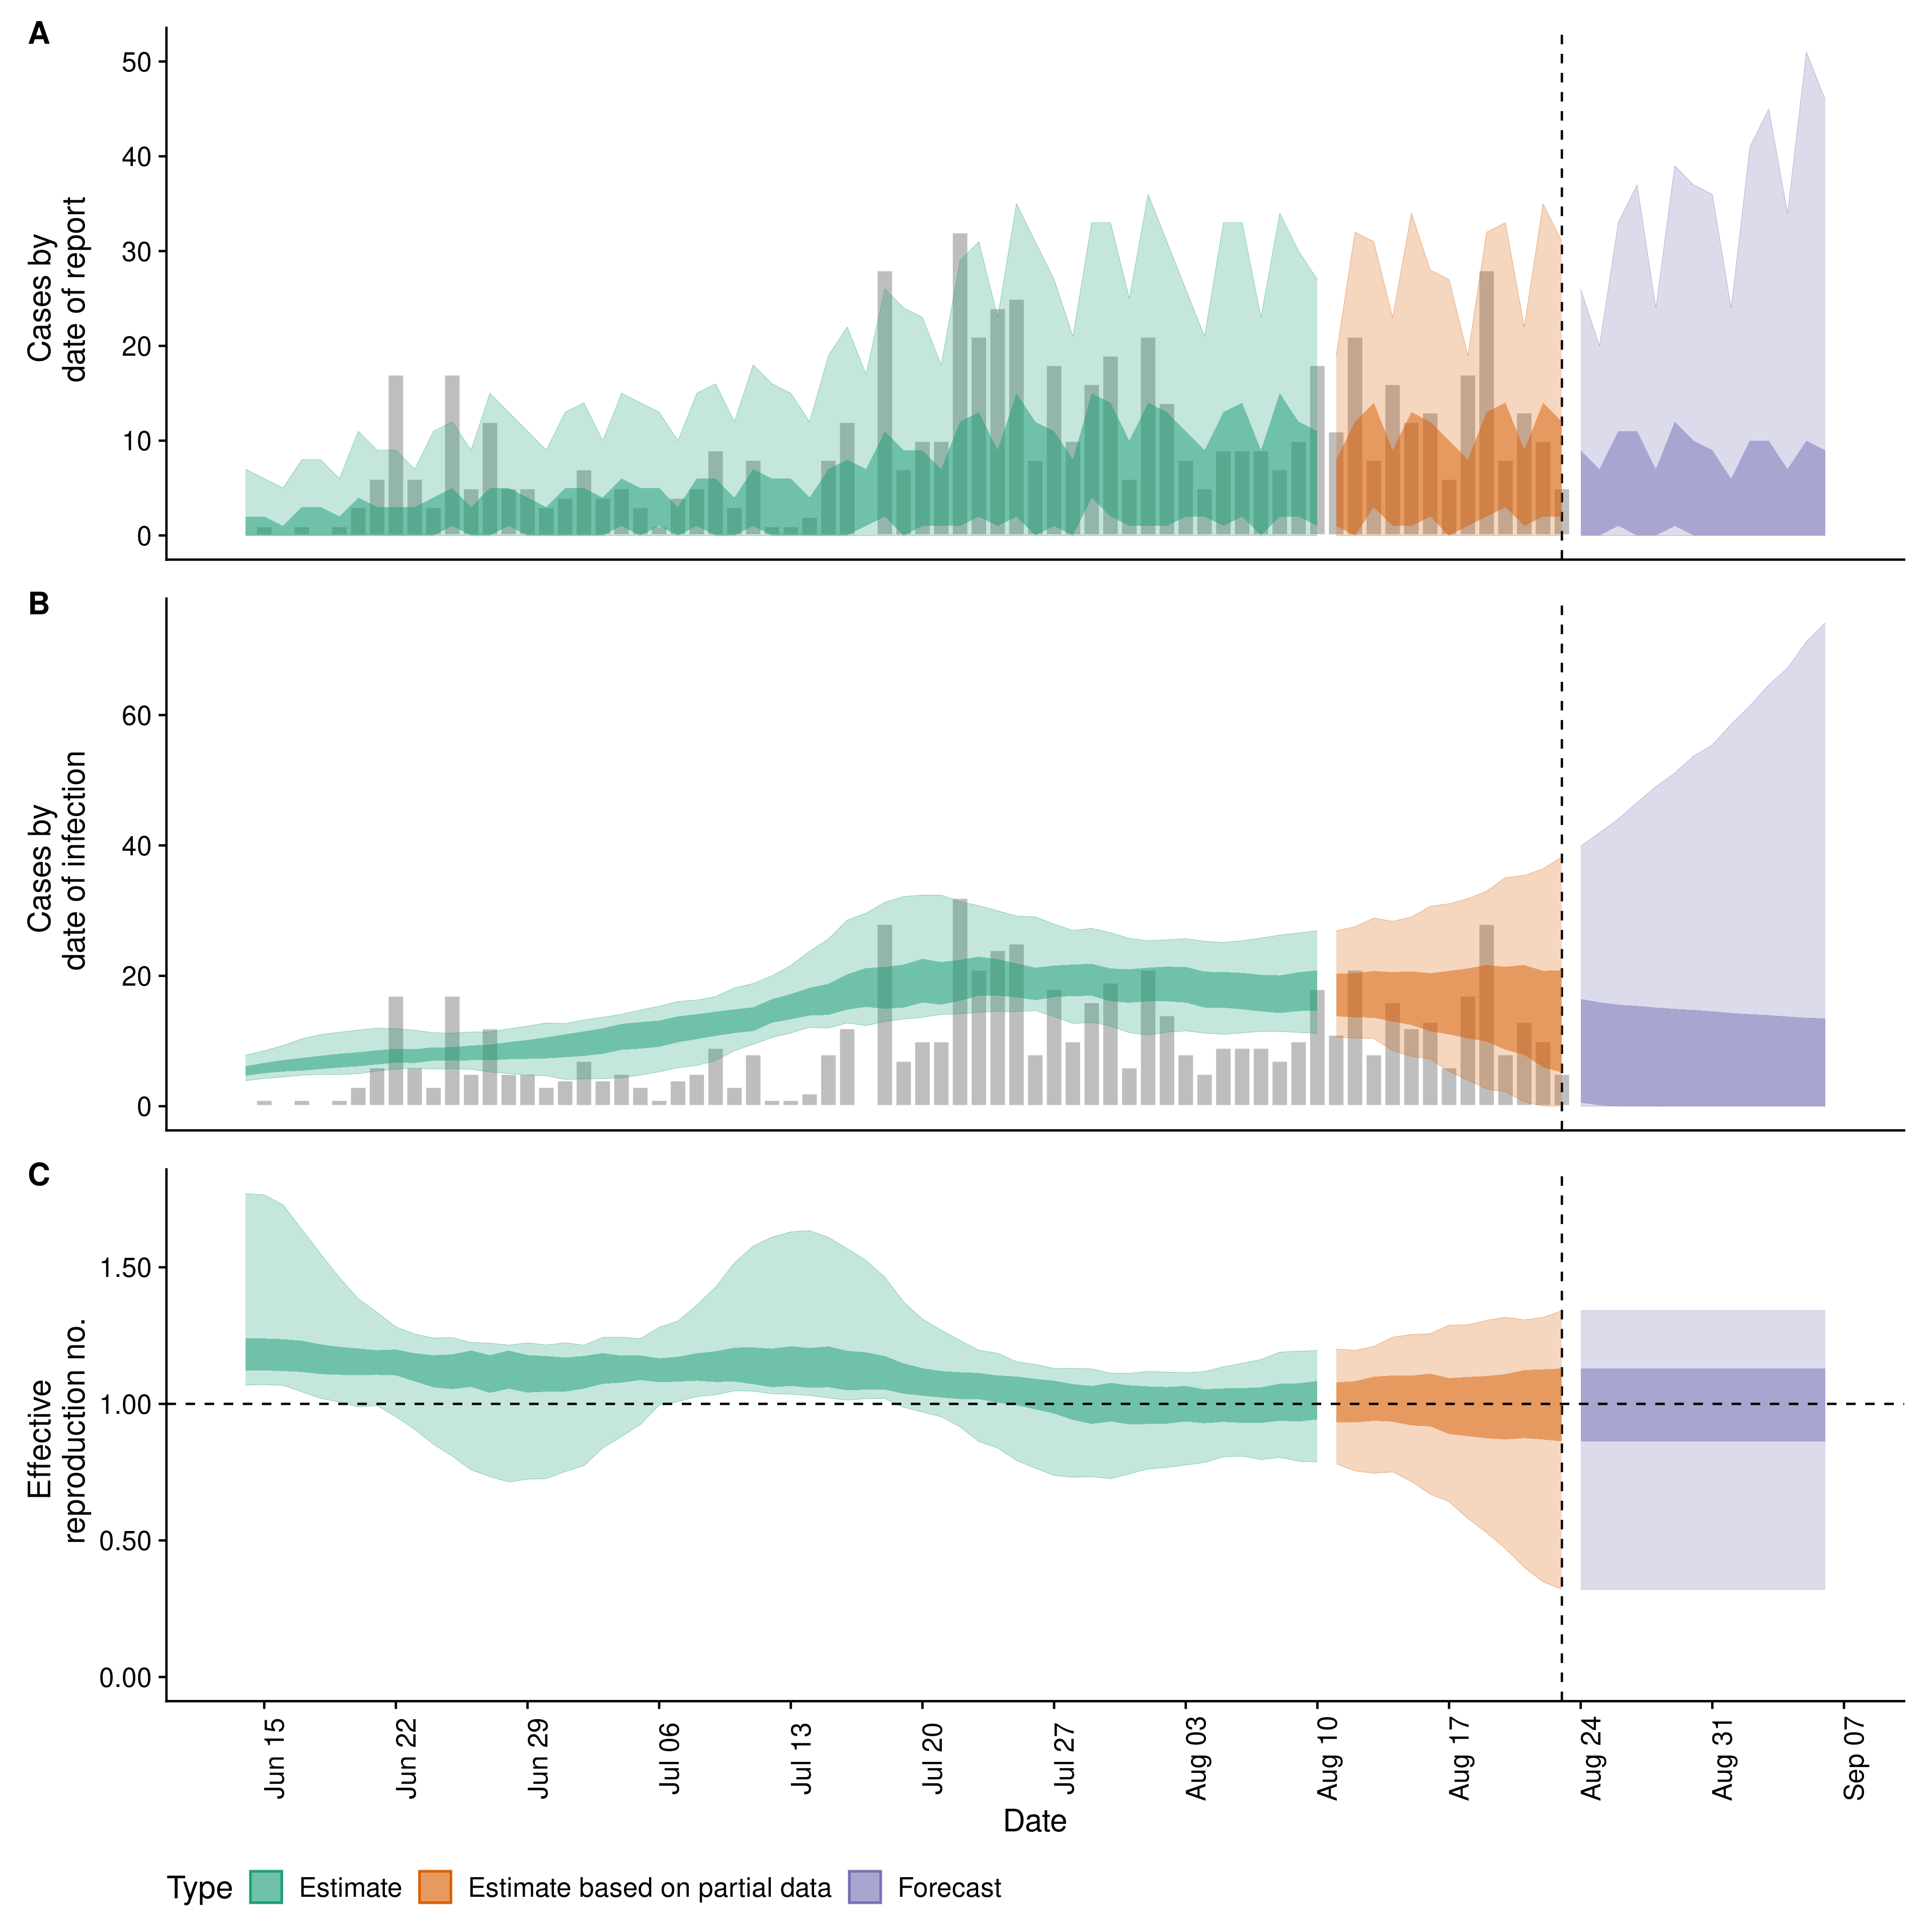 A
50
40
30
20
10
0
Cases by
date of report
B
60
40
20
0
Cases by
date of infection
C
1.50
1.00
0.50
0.00
Effective
reproduction no.
Jun 15
Jun 22
Jun 29
Jul 06
Jul 13
Jul 20
Jul 27
Aug 03
Aug 10
Aug 17
Aug 24
Aug 31
Sep 07
Date
Type Estimate Estimate based on partial data Forecast